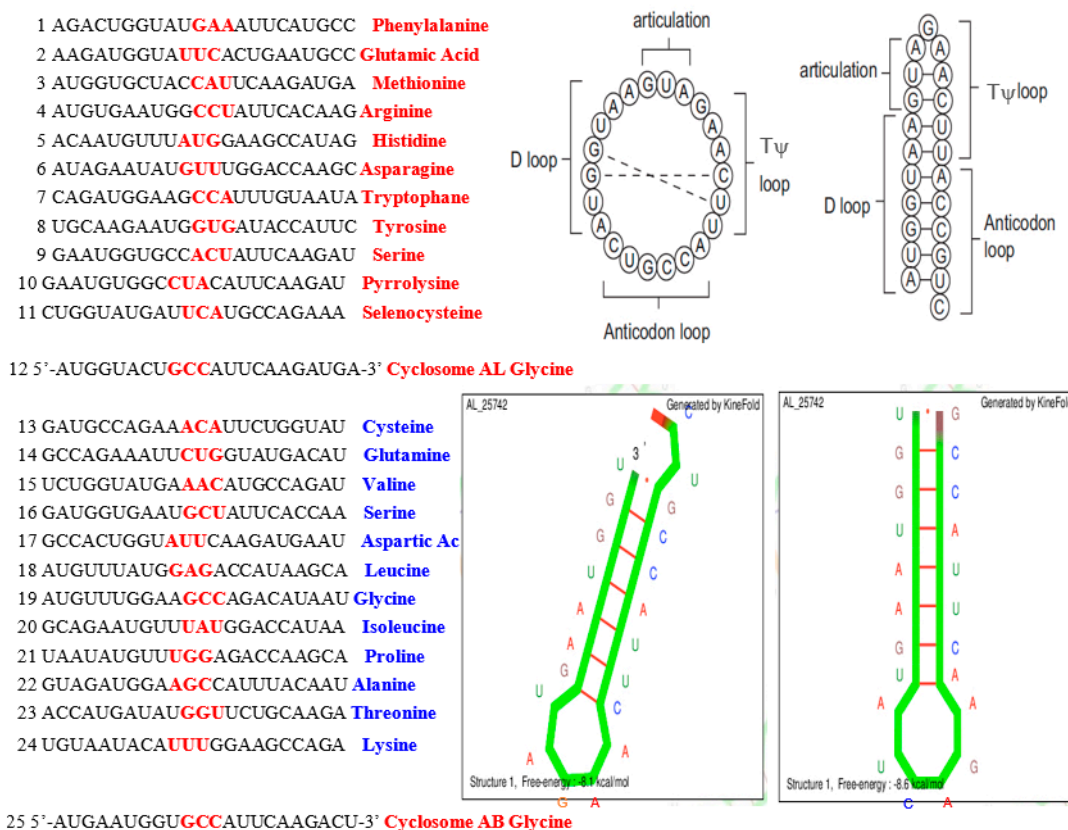 1 AGACUGGUAUGAAAUUCAUGCC Phenylalanine
2 AAGAUGGUAUUCACUGAAUGCC Glutamic Acid
3 AUGGUGCUACCAUUCAAGAUGA Methionine
4 AUGUGAAUGGCCUAUUCACAAG Arginine
5 ACAAUGUUUAUGGAAGCCAUAG Histidine
6 AUAGAAUAUGUUUGGACCAAGC Asparagine
7 CAGAUGGAAGCCAUUUGUAAUA Tryptophane
8 UGCAAGAAUGGUGAUACCAUUC Tyrosine
9 GAAUGGUGCCACUAUUCAAGAU Serine
10 GAAUGUGGCCUACAUUCAAGAU Pyrrolysine
11 CUGGUAUGAUUCAUGCCAGAAA Selenocysteine
articulation
D loop
Tψ
loop
Anticodon loop
U A A G U A G A A C U U A C C G U C A U G G
articulation
Tψ loop
D loop
Anticodon
loop
G
A A
U C
G U
A U
A A
U C
G C
G G
U U
A C
12 5’-AUGGUACUGCCAUUCAAGAUGA-3’ Cyclosome AL Glycine
13 GAUGCCAGAAACAUUCUGGUAU Cysteine
14 GCCAGAAAUUCUGGUAUGACAU Glutamine
15 UCUGGUAUGAAACAUGCCAGAU Valine
16 GAUGGUGAAUGCUAUUCACCAA Serine
17 GCCACUGGUAUUCAAGAUGAAU Aspartic Ac
18 AUGUUUAUGGAGACCAUAAGCA Leucine
19 AUGUUUGGAAGCCAGACAUAAU Glycine
20 GCAGAAUGUUUAUGGACCAUAA Isoleucine
21 UAAUAUGUUUGGAGACCAAGCA Proline
22 GUAGAUGGAAGCCAUUUACAAU Alanine
23 ACCAUGAUAUGGUUCUGCAAGA Threonine
24 UGUAAUACAUUUGGAAGCCAGA Lysine
AL_25742 Generated by KineFold
C
3 '
U U
G G
G C
U C
A A
A U
G U
U C
A A
G A
Structure 1, Free-energy : -8.1 kcal/mol
AL_25742 Generated by KineFold
U G
G C
G C
U A
A U
A U
G C
U A
A A
U G
C A
Structure 1, Free-energy : -8.6 kcal/mol
25 5’-AUGAAUGGUGCCAUUCAAGACU-3’ Cyclosome AB Glycine